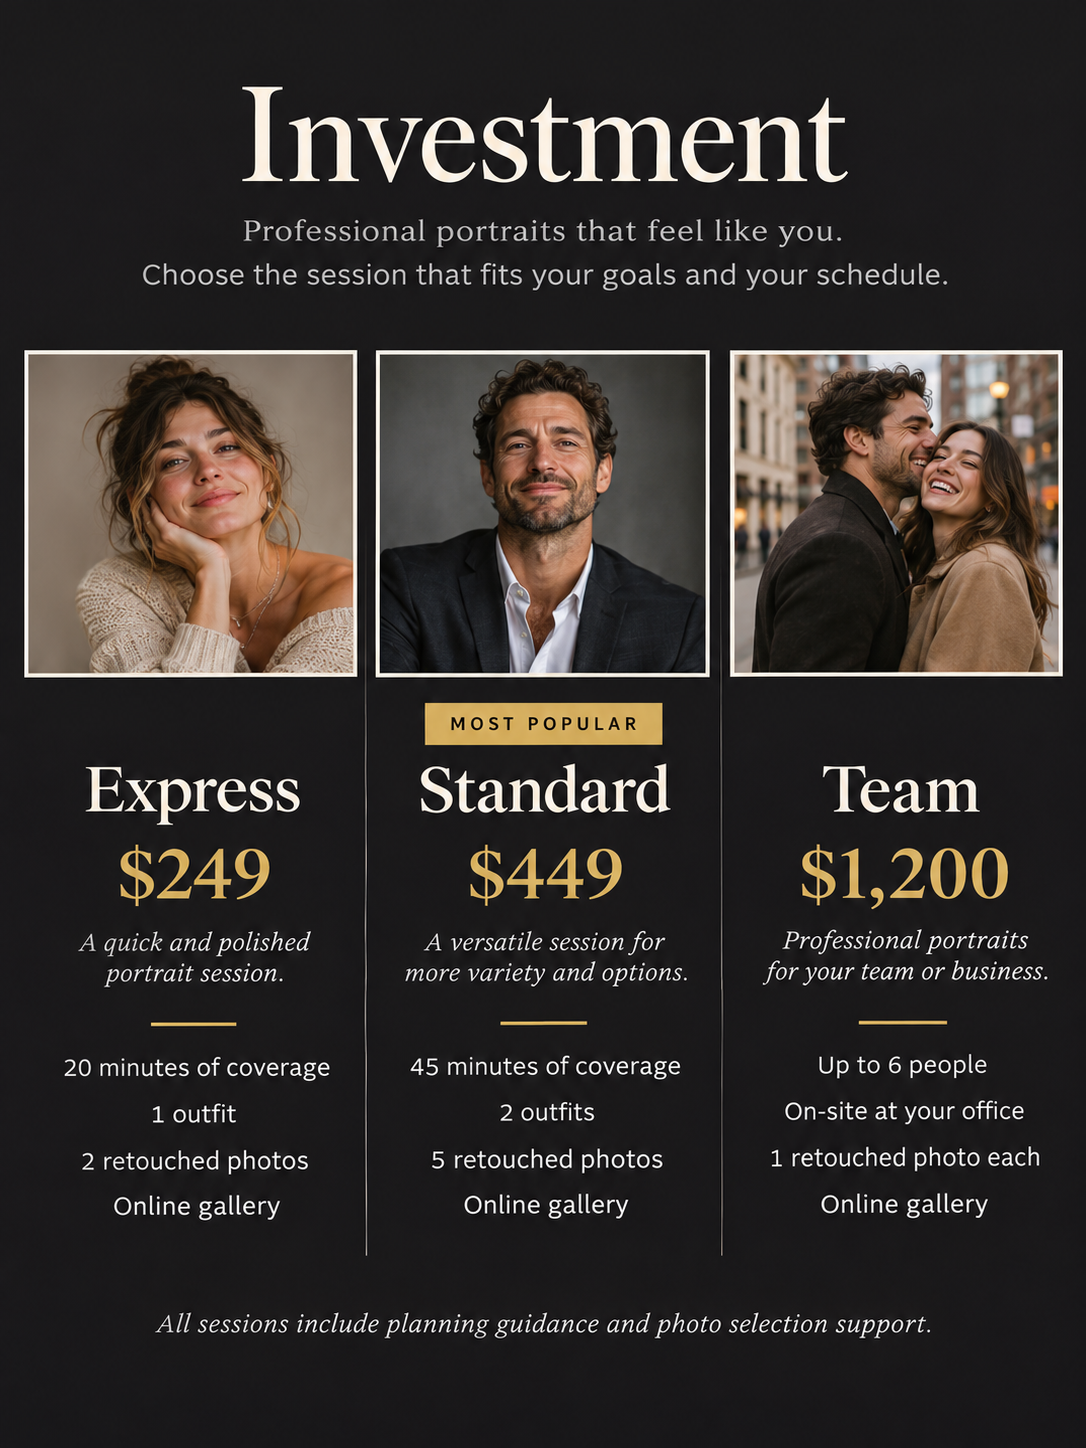 Investment
Professional portraits that feel like you.
Choose the session that fits your goals and your schedule.
Express
$249
A quick and polished
portrait session.
20 minutes of coverage
1 outfit
2 retouched photos
Online gallery
MOST POPULAR
Standard
$449
A versatile session for
more variety and options.
45 minutes of coverage
2 outfits
5 retouched photos
Online gallery
Team
$1,200
Professional portraits
for your team or business.
Up to 6 people
On-site at your office
1 retouched photo each
Online gallery
All sessions include planning guidance and photo selection support.